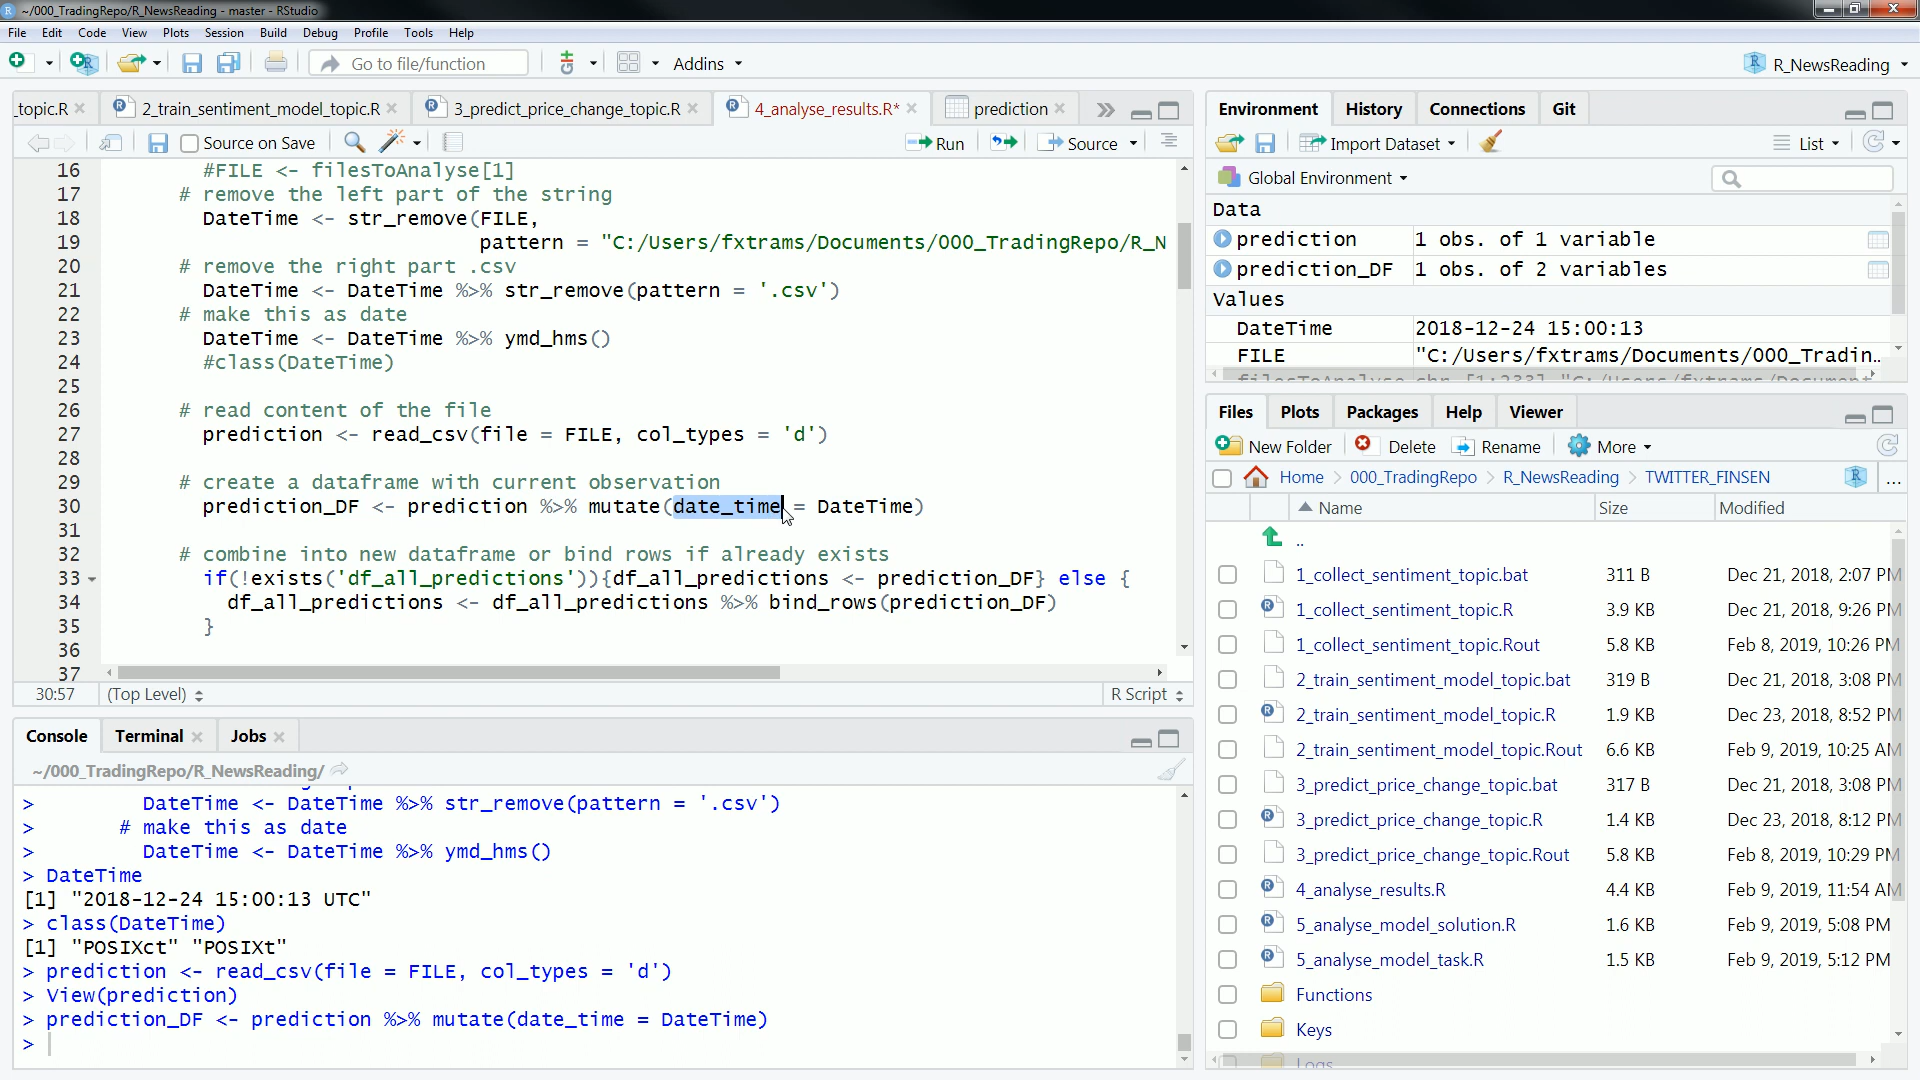 ~/000_TradingRepo/R_NewsReading - master - RStudio
File Edit Code View Plots Session Build Debug Profile Tools Help
Go to file/function Addins R_NewsReading
_topic.R 2_train_sentiment_model_topic.R 3_predict_price_change_topic.R 4_analyse_results.R* prediction
Source on Save Run Source
16 #FILE <- filesToAnalyse[1]
17 # remove the left part of the string
18 DateTime <- str_remove(FILE,
19 pattern = "C:/Users/fxtrams/Documents/000_TradingRepo/R_N
20 # remove the right part .csv
21 DateTime <- DateTime %>% str_remove(pattern = '.csv')
22 # make this as date
23 DateTime <- DateTime %>% ymd_hms()
24 #class(DateTime)
25
26 # read content of the file
27 prediction <- read_csv(file = FILE, col_types = 'd')
28
29 # create a dataframe with current observation
30 prediction_DF <- prediction %>% mutate(date_time = DateTime)
31
32 # combine into new dataframe or bind rows if already exists
33 if(!exists('df_all_predictions')){df_all_predictions <- prediction_DF} else {
34 df_all_predictions <- df_all_predictions %>% bind_rows(prediction_DF)
35 }
36
37
30:57 (Top Level) R Script
Console Terminal Jobs
~/000_TradingRepo/R_NewsReading/
> DateTime <- DateTime %>% str_remove(pattern = '.csv')
> # make this as date
> DateTime <- DateTime %>% ymd_hms()
> DateTime
[1] "2018-12-24 15:00:13 UTC"
> class(DateTime)
[1] "POSIXct" "POSIXt"
> prediction <- read_csv(file = FILE, col_types = 'd')
> View(prediction)
> prediction_DF <- prediction %>% mutate(date_time = DateTime)
>
Environment History Connections Git
Import Dataset List
Global Environment
Data
prediction 1 obs. of 1 variable
prediction_DF 1 obs. of 2 variables
Values
DateTime 2018-12-24 15:00:13
FILE "C:/Users/fxtrams/Documents/000_Tradin…
Files Plots Packages Help Viewer
New Folder Delete Rename More
Home 000_TradingRepo R_NewsReading TWITTER_FINSEN ...
Name Size Modified
..
1_collect_sentiment_topic.bat 311 B Dec 21, 2018, 2:07 PM
1_collect_sentiment_topic.R 3.9 KB Dec 21, 2018, 9:26 PM
1_collect_sentiment_topic.Rout 5.8 KB Feb 8, 2019, 10:26 PM
2_train_sentiment_model_topic.bat 319 B Dec 21, 2018, 3:08 PM
2_train_sentiment_model_topic.R 1.9 KB Dec 23, 2018, 8:52 PM
2_train_sentiment_model_topic.Rout 6.6 KB Feb 9, 2019, 10:25 AM
3_predict_price_change_topic.bat 317 B Dec 21, 2018, 3:08 PM
3_predict_price_change_topic.R 1.4 KB Dec 23, 2018, 8:12 PM
3_predict_price_change_topic.Rout 5.8 KB Feb 8, 2019, 10:29 PM
4_analyse_results.R 4.4 KB Feb 9, 2019, 11:54 AM
5_analyse_model_solution.R 1.6 KB Feb 9, 2019, 5:08 PM
5_analyse_model_task.R 1.5 KB Feb 9, 2019, 5:12 PM
Functions
Keys
Logs